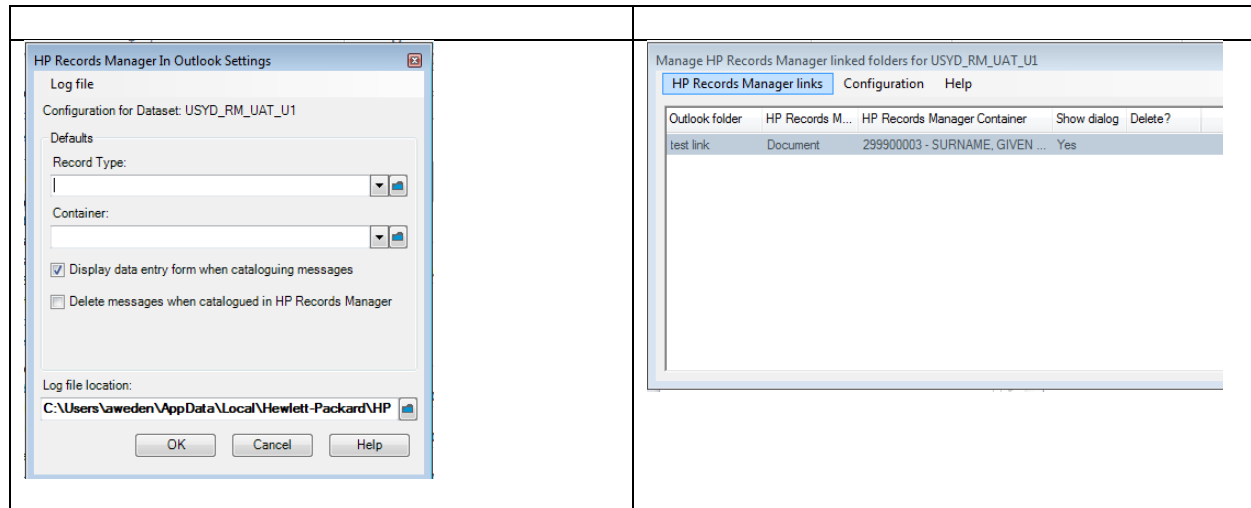 HP Records Manager In Outlook Settings
Log file
Configuration for Dataset: USYD_RM_UAT_U1
Defaults
Record Type:
Container:
Display data entry form when cataloguing messages
Delete messages when catalogued in HP Records Manager
Log file location:
C:\Users\aweden\AppData\Local\Hewlett-Packard\HP
OK Cancel Help
Manage HP Records Manager linked folders for USYD_RM_UAT_U1
HP Records Manager links Configuration Help
Outlook folder HP Records M... HP Records Manager Container Show dialog Delete?
test link Document 299900003 - SURNAME, GIVEN ... Yes